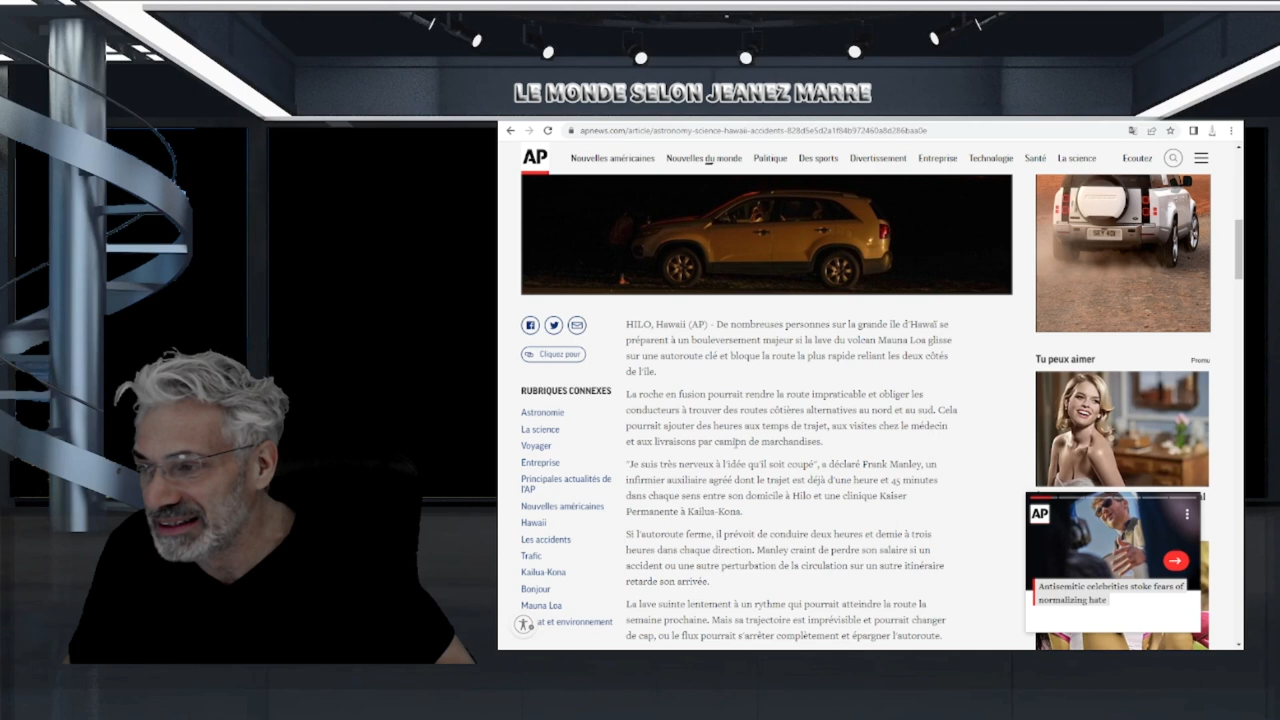 LE MONDE SELON JEANEZ MARRE
apnews.com/article/astronomy-science-hawaii-accidents-828d5e5d2a1f84b972460a8d286baa0e
AP
Nouvelles américaines Nouvelles du monde Politique Des sports Divertissement Entreprise Technologie Santé La science Ecoutez
Cliquez pour
RUBRIQUES CONNEXES
Astronomie
La science
Voyager
Entreprise
Principales actualités de
l'AP
Nouvelles américaines
Hawaii
Les accidents
Trafic
Kailua-Kona
Bonjour
Mauna Loa
at et environnement
HILO, Hawaii (AP) - De nombreuses personnes sur la grande île d'Hawaï se
préparent à un bouleversement majeur si la lave du volcan Mauna Loa glisse
sur une autoroute clé et bloque la route la plus rapide reliant les deux côtés
de l'île.
La roche en fusion pourrait rendre la route impraticable et obliger les
conducteurs à trouver des routes côtières alternatives au nord et au sud. Cela
pourrait ajouter des heures aux temps de trajet, aux visites chez le médecin
et aux livraisons par camion de marchandises.
"Je suis très nerveux à l'idée qu'il soit coupé", a déclaré Frank Manley, un
infirmier auxiliaire agréé dont le trajet est déjà d'une heure et 45 minutes
dans chaque sens entre son domicile à Hilo et une clinique Kaiser
Permanente à Kailua-Kona.
Si l'autoroute ferme, il prévoit de conduire deux heures et demie à trois
heures dans chaque direction. Manley craint de perdre son salaire si un
accident ou une autre perturbation de la circulation sur un autre itinéraire
retarde son arrivée.
La lave suinte lentement à un rythme qui pourrait atteindre la route la
semaine prochaine. Mais sa trajectoire est imprévisible et pourrait changer
de cap, ou le flux pourrait s'arrêter complètement et épargner l'autoroute.
Tu peux aimer Promu
AP
Antisemitic celebrities stoke fears of
normalizing hate